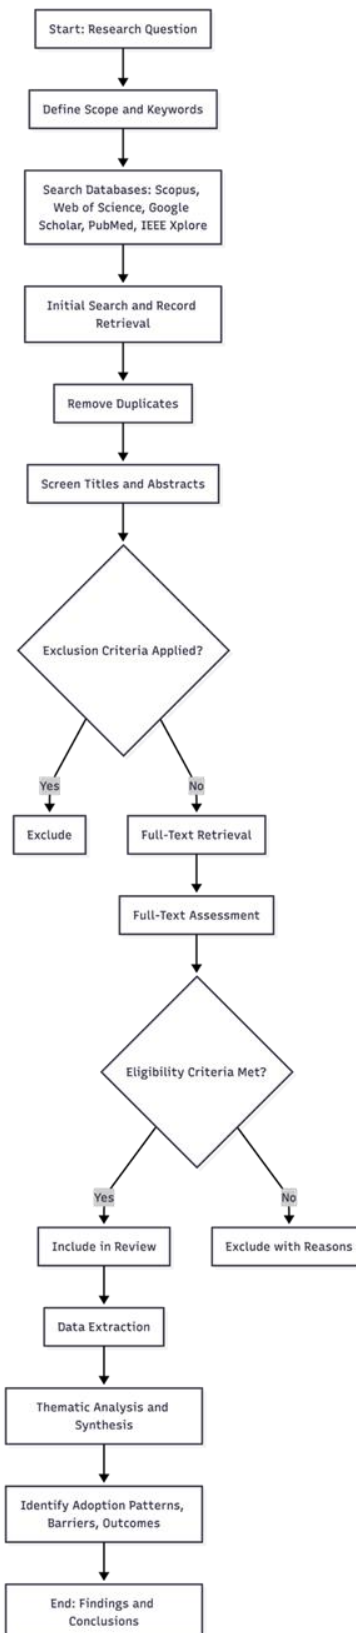 Start: Research Question
Define Scope and Keywords
Search Databases: Scopus,
Web of Science, Google
Scholar, PubMed, IEEE Xplore
Initial Search and Record
Retrieval
Remove Duplicates
Screen Titles and Abstracts
Exclusion Criteria Applied?
Yes
No
Exclude
Full-Text Retrieval
Full-Text Assessment
Eligibility Criteria Met?
Yes
No
Include in Review
Exclude with Reasons
Data Extraction
Thematic Analysis and
Synthesis
Identify Adoption Patterns,
Barriers, Outcomes
End: Findings and
Conclusions